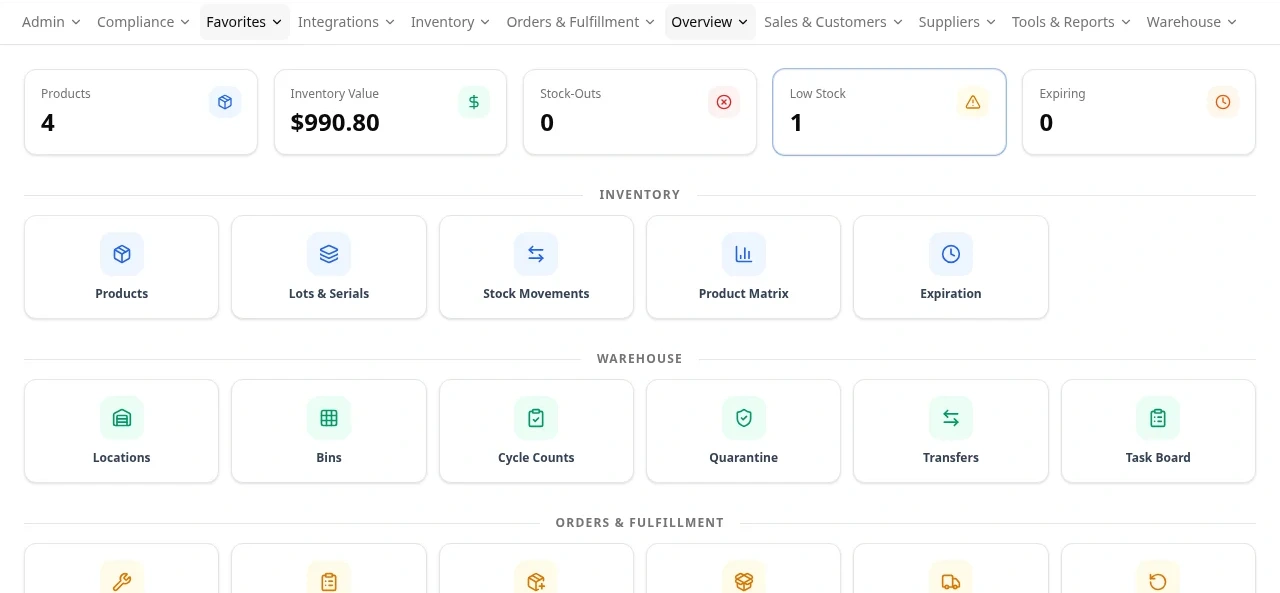 Admin Compliance Favorites Integrations Inventory Orders & Fulfillment Overview Sales & Customers Suppliers Tools & Reports Warehouse
Products Inventory Value Stock-Outs Low Stock Expiring
4 $990.80 0 1 0
INVENTORY
Products Lots & Serials Stock Movements Product Matrix Expiration
WAREHOUSE
Locations Bins Cycle Counts Quarantine Transfers Task Board
ORDERS & FULFILLMENT